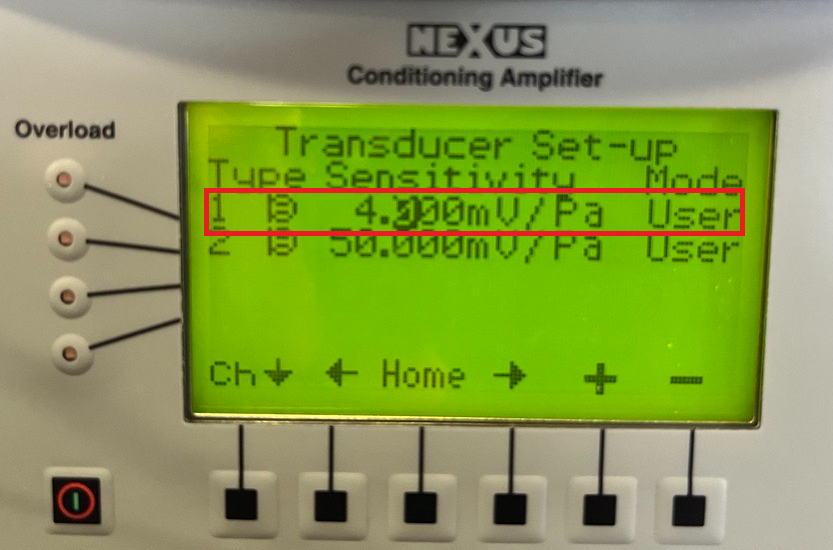 NEXUS
Conditioning Amplifier
Overload
Transducer Set-up
Type Sensitivity Mode
1 4.000mV/Pa User
2 50.000mV/Pa User
Ch Home + -